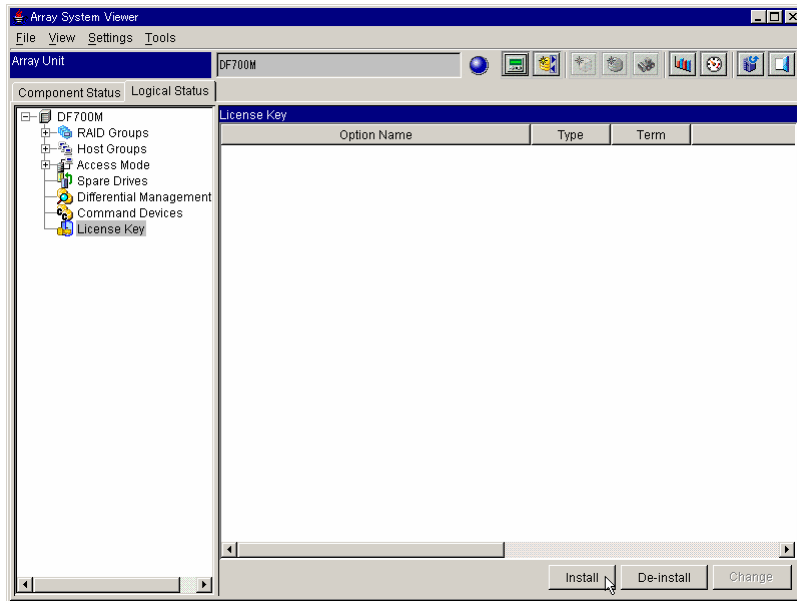 Array System Viewer
File View Settings Tools
Array Unit DF700M
Component Status Logical Status
DF700M
RAID Groups
Host Groups
Access Mode
Spare Drives
Differential Management
Command Devices
License Key
License Key
Option Name Type Term
Install De-install Change